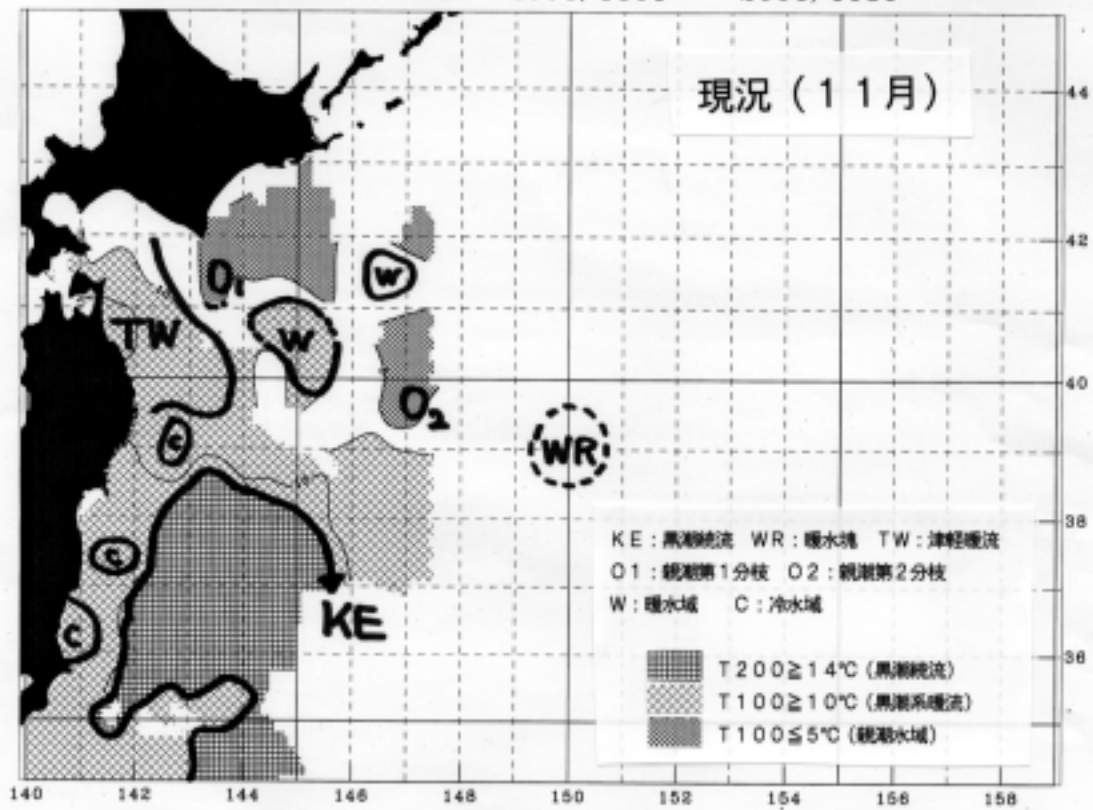 現況（１１月）
44
42
O1
W
W
TW
40
O2
C
WR
38
C
KE：黒潮続流 WR：暖水塊 TW：津軽暖流
O1：親潮第1分枝 O2：親潮第2分枝
W：暖水域 C：冷水域
KE
C
36
T200≧14℃（黒潮続流）
T100≧10℃（黒潮系暖流）
T100≦5℃（親潮水域）
140 142 144 146 148 150 152 154 156 158